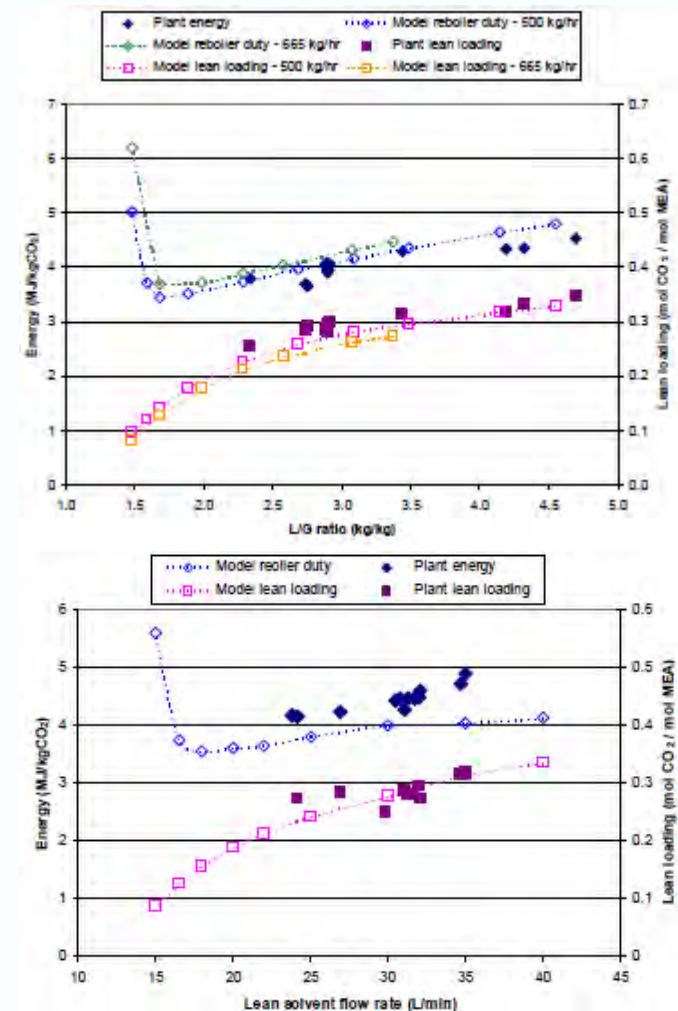 Plant energy Model reboiler duty - 500 kg/hr
Model reboiler duty - 665 kg/hr Plant lean loading
Model lean loading - 500 kg/hr Model lean loading - 665 kg/hr
7 0.7
6 0.6
5 0.5
4 0.4
3 0.3
2 0.2
1 0.1
0 0.0
Energy (MJ/kgCO₂)
Lean loading (mol CO₂ / mol MEA)
1.0 1.5 2.0 2.5 3.0 3.5 4.0 4.5 5.0
L/G ratio (kg/kg)
Model reolier duty Plant energy
Model lean loading Plant lean loading
6 0.6
5 0.5
4 0.4
3 0.3
2 0.2
1 0.1
0 0
Energy (MJ/kgCO₂)
Lean loading (mol CO₂ / mol MEA)
10 15 20 25 30 35 40 45
Lean solvent flow rate (L/min)